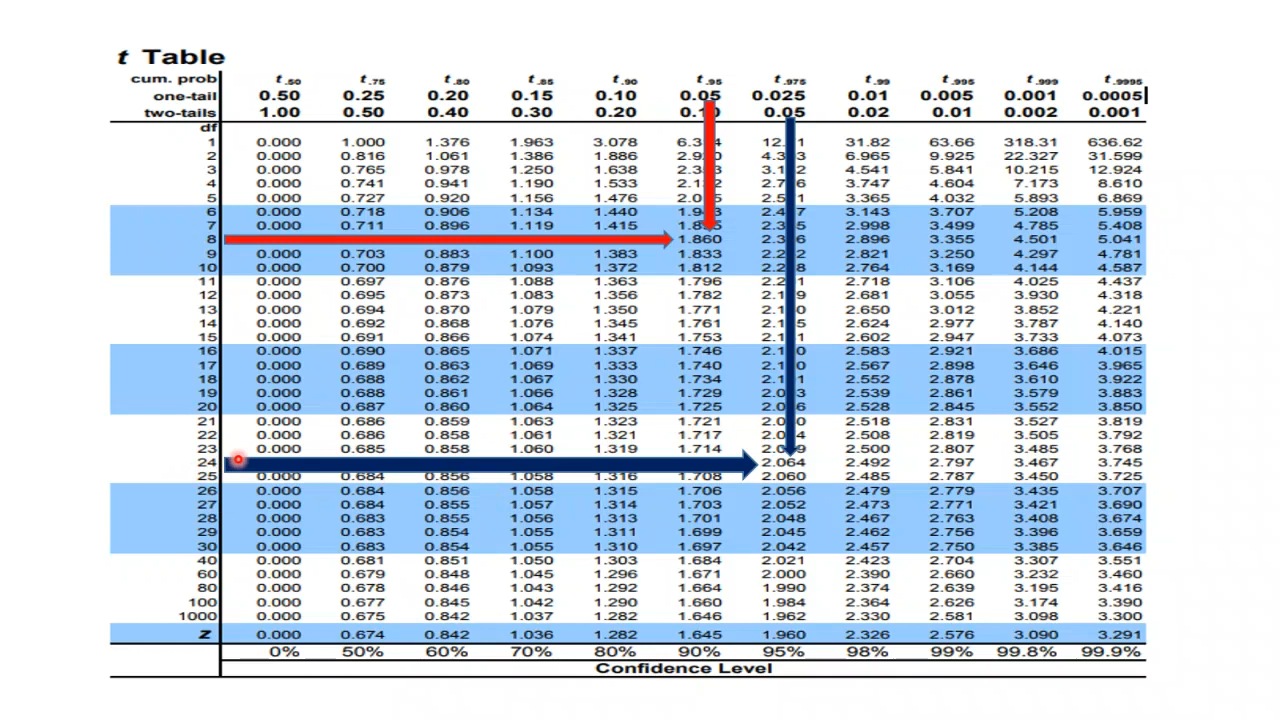 t Table
cum. prob t.50 t.75 t.80 t.85 t.90 t.95 t.975 t.99 t.995 t.999 t.9995
one-tail 0.50 0.25 0.20 0.15 0.10 0.05 0.025 0.01 0.005 0.001 0.0005
two-tails 1.00 0.50 0.40 0.30 0.20 0.05 0.02 0.01 0.002 0.001
df
1 0.000 1.000 1.376 1.963 3.078 31.82 63.66 318.31 636.62
2 0.000 0.816 1.061 1.386 1.886 6.965 9.925 22.327 31.599
3 0.000 0.765 0.978 1.250 1.638 4.541 5.841 10.215 12.924
4 0.000 0.741 0.941 1.190 1.533 3.747 4.604 7.173 8.610
5 0.000 0.727 0.920 1.156 1.476 3.365 4.032 5.893 6.869
6 0.000 0.718 0.906 1.134 1.440 3.143 3.707 5.208 5.959
7 0.000 0.711 0.896 1.119 1.415 2.998 3.499 4.785 5.408
8 1.860 2.896 3.355 4.501 5.041
9 0.000 0.703 0.883 1.100 1.383 1.833 2.821 3.250 4.297 4.781
10 0.000 0.700 0.879 1.093 1.372 1.812 2.764 3.169 4.144 4.587
11 0.000 0.697 0.876 1.088 1.363 1.796 2.718 3.106 4.025 4.437
12 0.000 0.695 0.873 1.083 1.356 1.782 2.681 3.055 3.930 4.318
13 0.000 0.694 0.870 1.079 1.350 1.771 2.650 3.012 3.852 4.221
14 0.000 0.692 0.868 1.076 1.345 1.761 2.624 2.977 3.787 4.140
15 0.000 0.691 0.866 1.074 1.341 1.753 2.602 2.947 3.733 4.073
16 0.000 0.690 0.865 1.071 1.337 1.746 2.583 2.921 3.686 4.015
17 0.000 0.689 0.863 1.069 1.333 1.740 2.567 2.898 3.646 3.965
18 0.000 0.688 0.862 1.067 1.330 1.734 2.552 2.878 3.610 3.922
19 0.000 0.688 0.861 1.066 1.328 1.729 2.539 2.861 3.579 3.883
20 0.000 0.687 0.860 1.064 1.325 1.725 2.528 2.845 3.552 3.850
21 0.000 0.686 0.859 1.063 1.323 1.721 2.518 2.831 3.527 3.819
22 0.000 0.686 0.858 1.061 1.321 1.717 2.508 2.819 3.505 3.792
23 0.000 0.685 0.858 1.060 1.319 1.714 2.500 2.807 3.485 3.768
24 2.064 2.492 2.797 3.467 3.745
25 0.000 0.684 0.856 1.058 1.316 1.708 2.060 2.485 2.787 3.450 3.725
26 0.000 0.684 0.856 1.058 1.315 1.706 2.056 2.479 2.779 3.435 3.707
27 0.000 0.684 0.855 1.057 1.314 1.703 2.052 2.473 2.771 3.421 3.690
28 0.000 0.683 0.855 1.056 1.313 1.701 2.048 2.467 2.763 3.408 3.674
29 0.000 0.683 0.854 1.055 1.311 1.699 2.045 2.462 2.756 3.396 3.659
30 0.000 0.683 0.854 1.055 1.310 1.697 2.042 2.457 2.750 3.385 3.646
40 0.000 0.681 0.851 1.050 1.303 1.684 2.021 2.423 2.704 3.307 3.551
60 0.000 0.679 0.848 1.045 1.296 1.671 2.000 2.390 2.660 3.232 3.460
80 0.000 0.678 0.846 1.043 1.292 1.664 1.990 2.374 2.639 3.195 3.416
100 0.000 0.677 0.845 1.042 1.290 1.660 1.984 2.364 2.626 3.174 3.390
1000 0.000 0.675 0.842 1.037 1.282 1.646 1.962 2.330 2.581 3.098 3.300
z 0.000 0.674 0.842 1.036 1.282 1.645 1.960 2.326 2.576 3.090 3.291
0% 50% 60% 70% 80% 90% 95% 98% 99% 99.8% 99.9%
Confidence Level